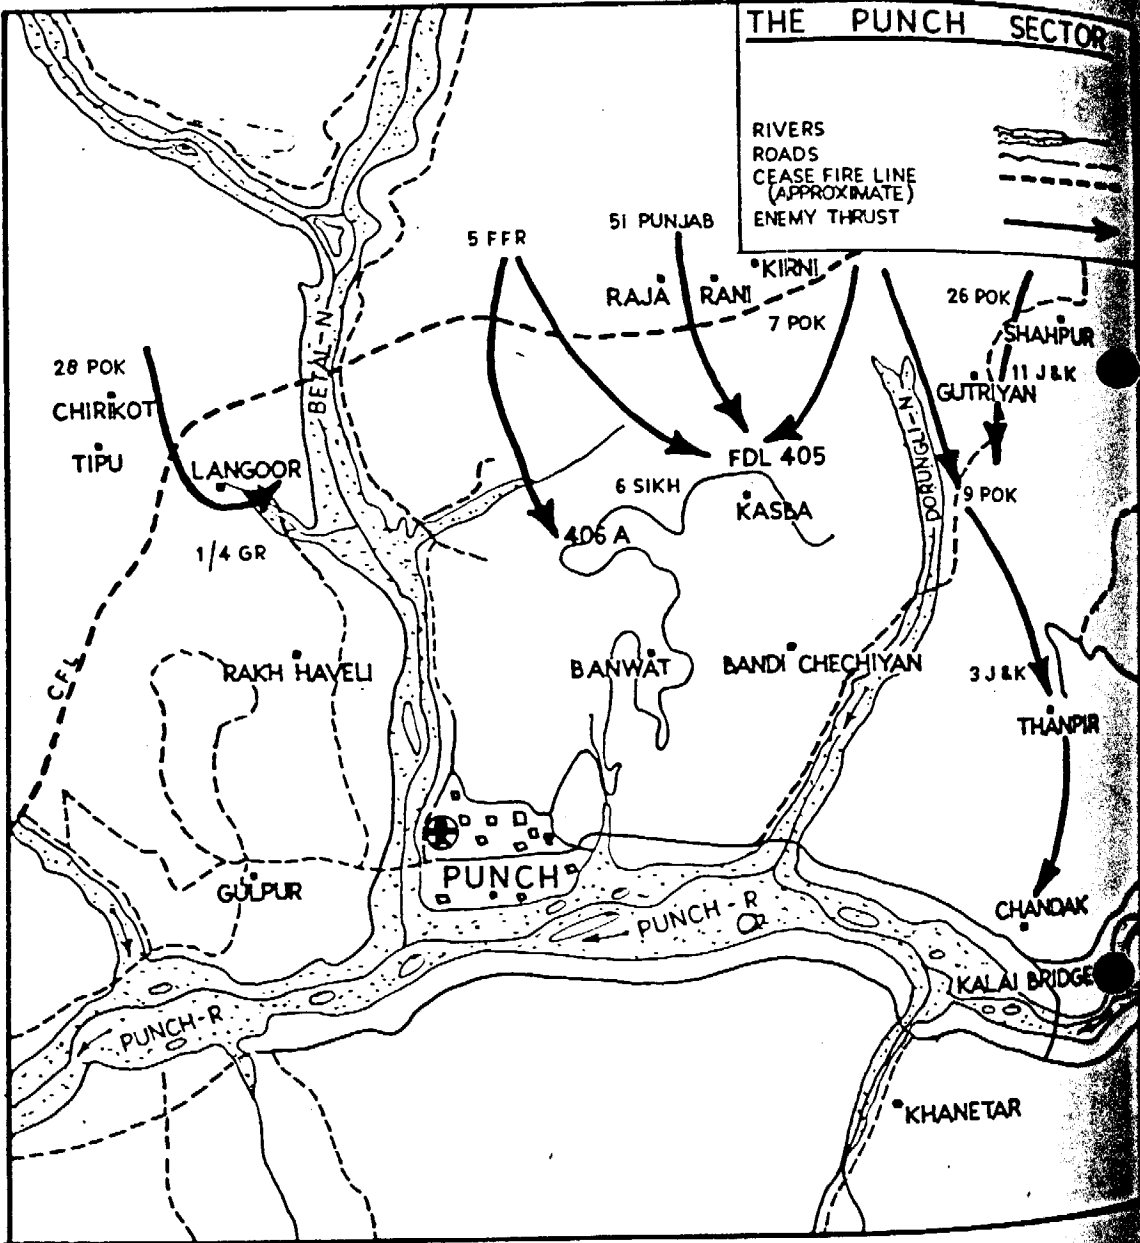 THE PUNCH SECTOR
RIVERS
ROADS
CEASE FIRE LINE
(APPROXIMATE)
ENEMY THRUST
5 FFR
51 PUNJAB
KIRNI
RAJA
RANI
7 POK
26 POK
SHAHPUR
11 J&K
GUTRIYAN
28 POK
CHIRIKOT
TIPU
LANGOOR
BETAL-N
DORUNGLI-N
FDL 405
6 SIKH
KASBA
9 POK
406 A
1/4 GR
C.F.L
RAKH HAVELI
BANWAT
BANDI CHECHIYAN
3 J&K
THANPIR
PUNCH
GULPUR
PUNCH-R
CHANDAK
KALAI BRIDGE
PUNCH-R
KHANETAR